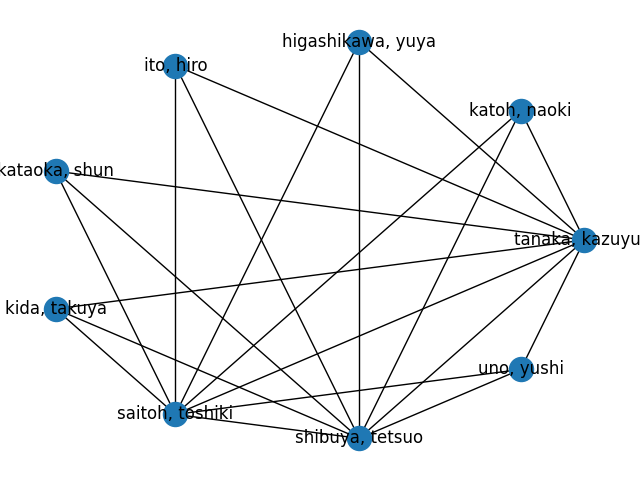 higashikawa, yuya
ito, hiro
katoh, naoki
kataoka, shun
tanaka, kazuyu
kida, takuya
uno, yushi
saitoh, toshiki
shibuya, tetsuo